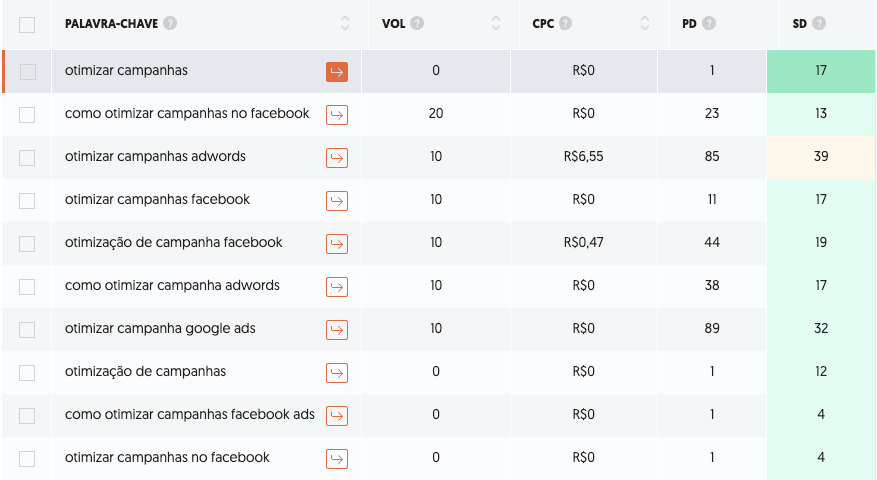 PALAVRA-CHAVE ? VOL ? CPC ? PD ? SD ?
otimizar campanhas 0 R$0 1 17
como otimizar campanhas no facebook 20 R$0 23 13
otimizar campanhas adwords 10 R$6,55 85 39
otimizar campanhas facebook 10 R$0 11 17
otimização de campanha facebook 10 R$0,47 44 19
como otimizar campanha adwords 10 R$0 38 17
otimizar campanha google ads 10 R$0 89 32
otimização de campanhas 0 R$0 1 12
como otimizar campanhas facebook ads 0 R$0 1 4
otimizar campanhas no facebook 0 R$0 1 4